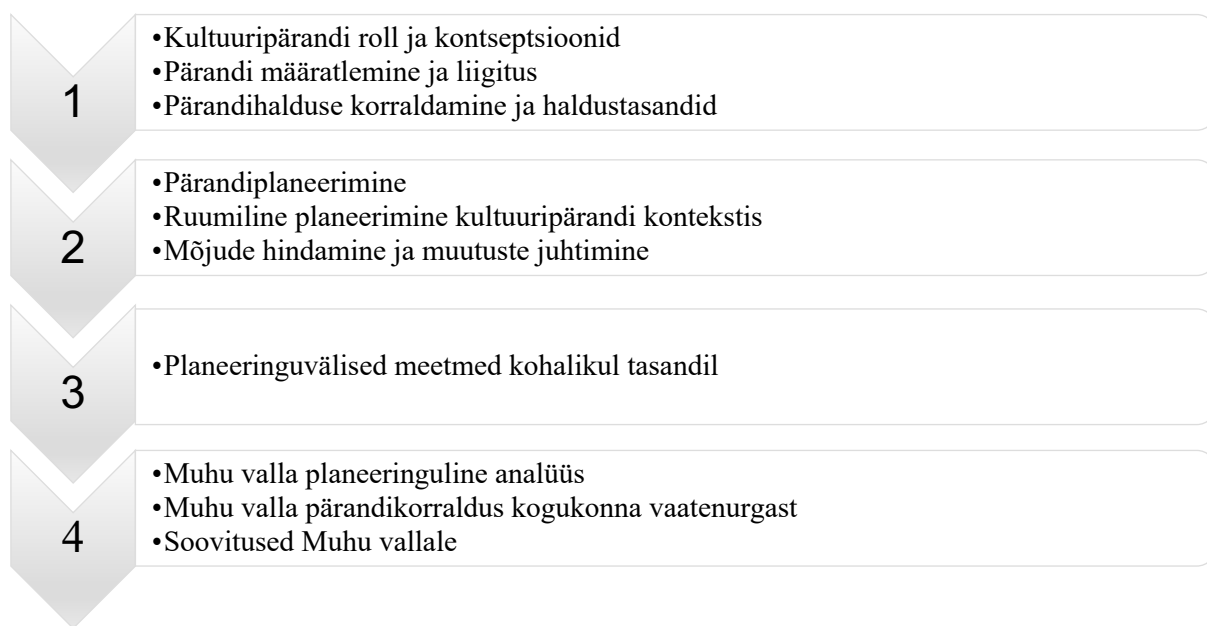 1
•Kultuuripärandi roll ja kontseptsioonid
•Pärandi määratlemine ja liigitus
•Pärandihalduse korraldamine ja haldustasandid
2
•Pärandiplaneerimine
•Ruumiline planeerimine kultuuripärandi kontekstis
•Mõjude hindamine ja muutuste juhtimine
3
•Planeeringuvälised meetmed kohalikul tasandil
4
•Muhu valla planeeringuline analüüs
•Muhu valla pärandikorraldus kogukonna vaatenurgast
•Soovitused Muhu vallale